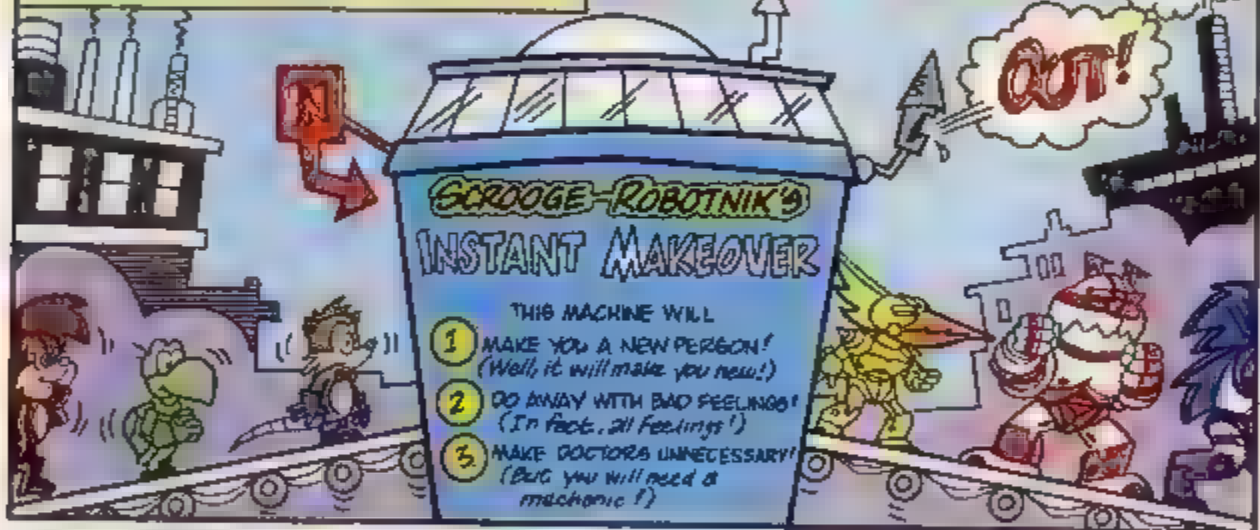 IN
OUT!
SCROOGE-ROBOTNIK'S
INSTANT MAKEOVER
THIS MACHINE WILL
1 MAKE YOU A NEW PERSON!
(Well, it will make you new!)
2 DO AWAY WITH BAD FEELINGS!
(In fact, all feelings!)
3 MAKE DOCTORS UNNECESSARY!
(But you will need a
mechanic!)